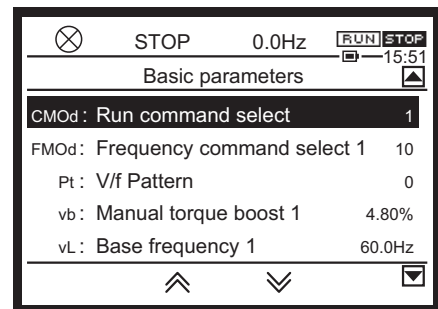 STOP 0.0Hz RUN STOP
15:51
Basic parameters
CMOd : Run command select 1
FMOd : Frequency command select 1 10
Pt : V/f Pattern 0
vb : Manual torque boost 1 4.80%
vL : Base frequency 1 60.0Hz